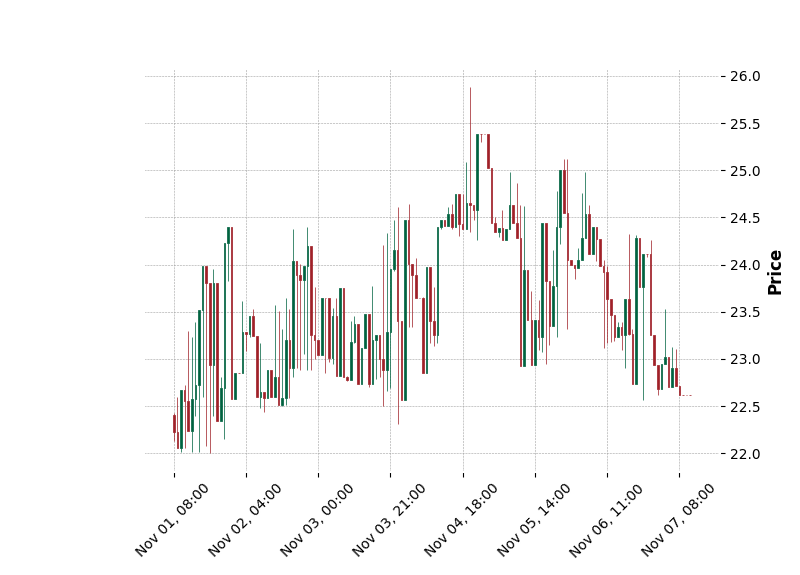 26.0
25.5
25.0
24.5
24.0
23.5
23.0
22.5
22.0
Price
Nov 01, 08:00
Nov 02, 04:00
Nov 03, 00:00
Nov 03, 21:00
Nov 04, 18:00
Nov 05, 14:00
Nov 06, 11:00
Nov 07, 08:00